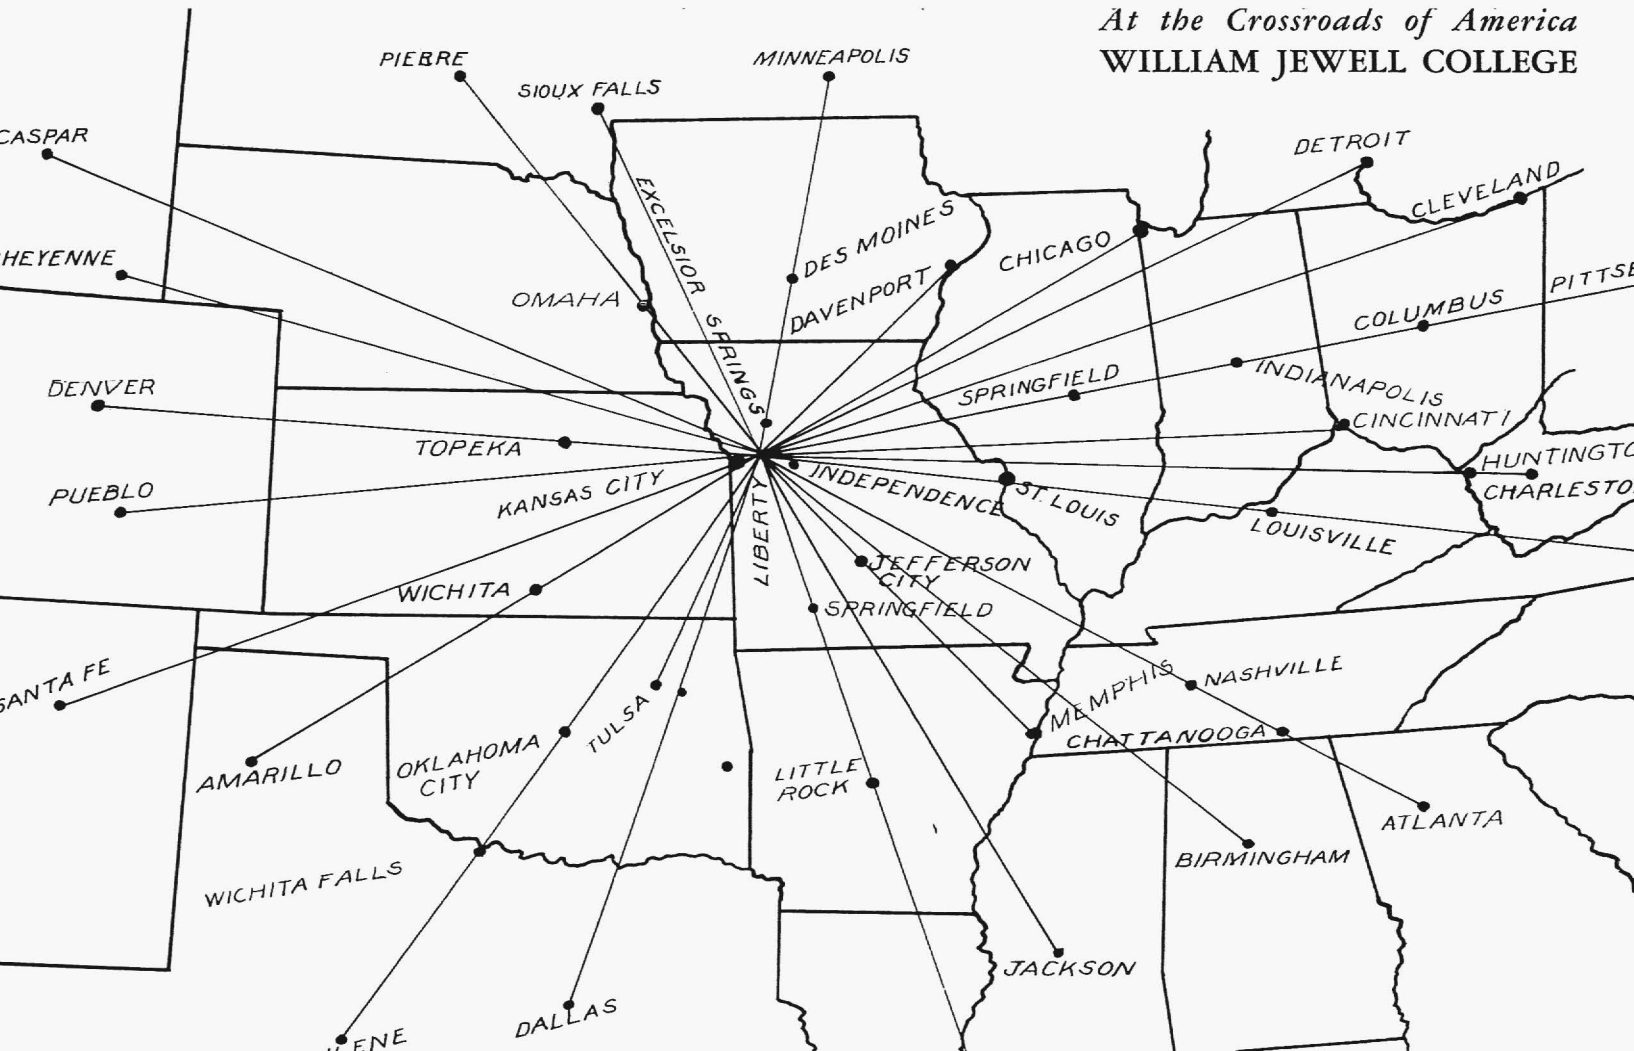 At the Crossroads of America
WILLIAM JEWELL COLLEGE
PIERRE
MINNEAPOLIS
SIOUX FALLS
CASPAR
DETROIT
CLEVELAND
EXCELSIOR SPRINGS
DES MOINES
CHICAGO
HEYENNE
OMAHA
DAVENPORT
PITTSB
COLUMBUS
INDIANAPOLIS
SPRINGFIELD
DENVER
CINCINNATI
TOPEKA
HUNTINGTO
KANSAS CITY
INDEPENDENCE
ST. LOUIS
CHARLESTO
PUEBLO
LIBERTY
LOUISVILLE
JEFFERSON
CITY
WICHITA
SPRINGFIELD
SANTA FE
MEMPHIS
NASHVILLE
TULSA
CHATTANOOGA
OKLAHOMA
CITY
AMARILLO
LITTLE
ROCK
ATLANTA
BIRMINGHAM
WICHITA FALLS
JACKSON
DALLAS
LENE